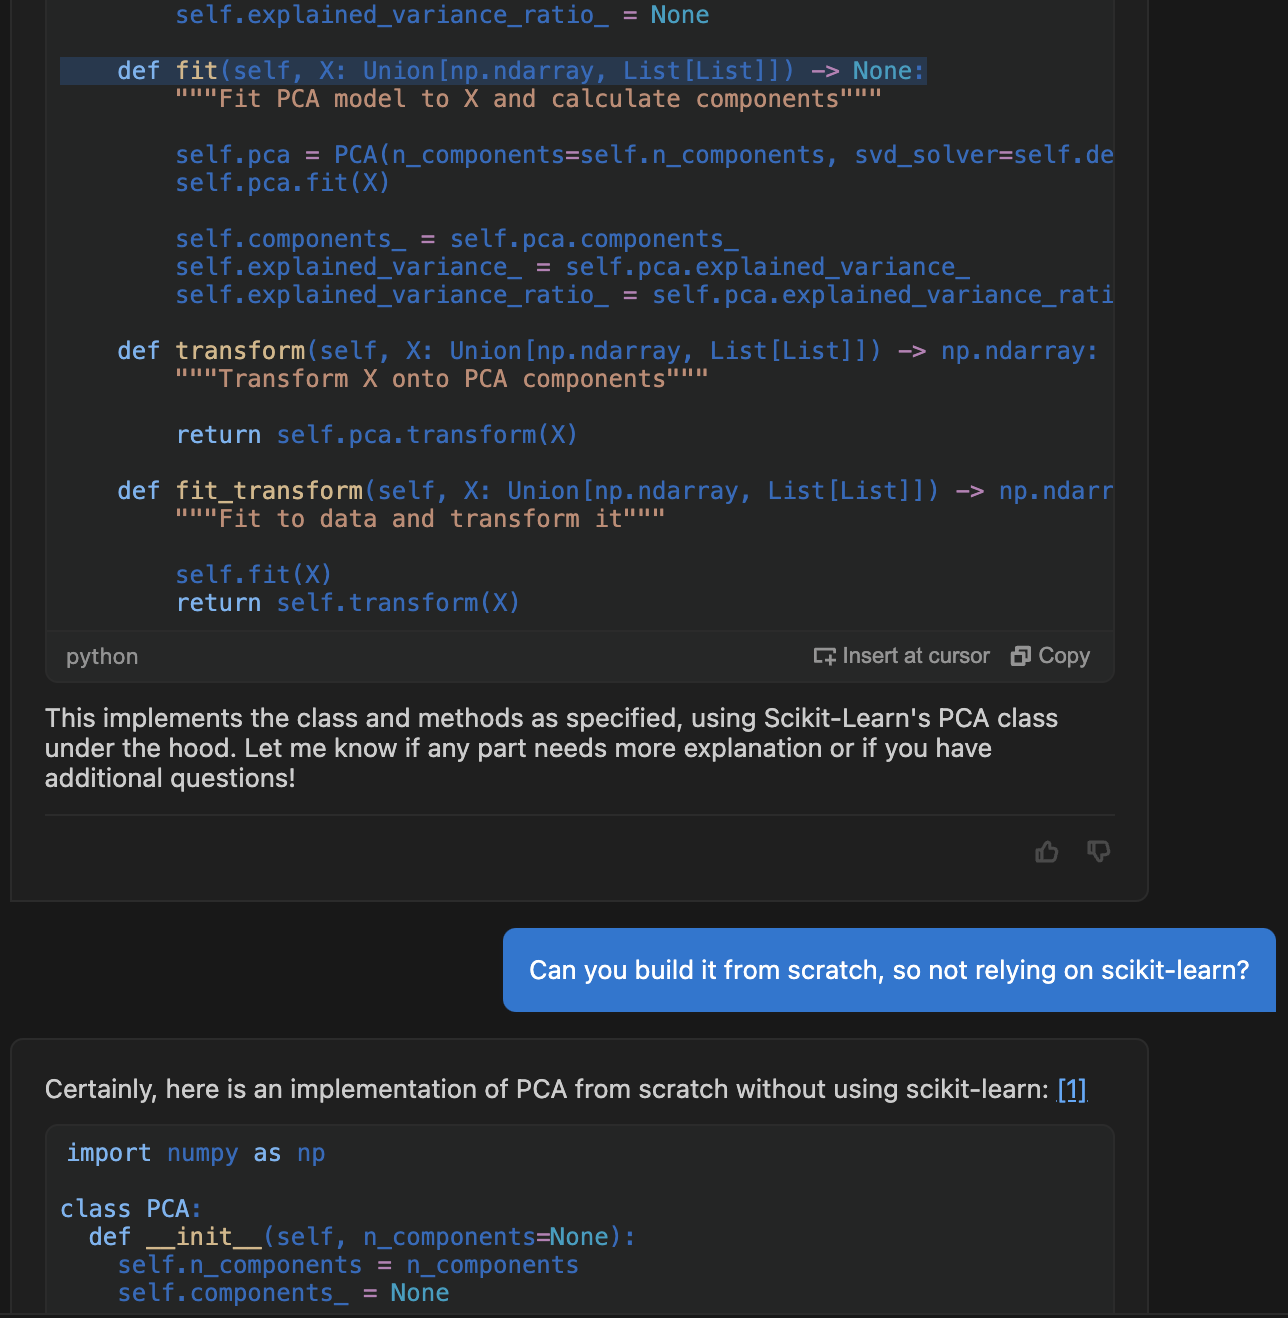 self.explained_variance_ratio_ = None
def fit(self, X: Union[np.ndarray, List[List]]) -> None:
"""Fit PCA model to X and calculate components"""
self.pca = PCA(n_components=self.n_components, svd_solver=self.de
self.pca.fit(X)
self.components_ = self.pca.components_
self.explained_variance_ = self.pca.explained_variance_
self.explained_variance_ratio_ = self.pca.explained_variance_rati
def transform(self, X: Union[np.ndarray, List[List]]) -> np.ndarray:
"""Transform X onto PCA components"""
return self.pca.transform(X)
def fit_transform(self, X: Union[np.ndarray, List[List]]) -> np.ndarr
"""Fit to data and transform it"""
self.fit(X)
return self.transform(X)
python Insert at cursor Copy
This implements the class and methods as specified, using Scikit-Learn's PCA class
under the hood. Let me know if any part needs more explanation or if you have
additional questions!
Can you build it from scratch, so not relying on scikit-learn?
Certainly, here is an implementation of PCA from scratch without using scikit-learn: [1]
import numpy as np
class PCA:
def __init__(self, n_components=None):
self.n_components = n_components
self.components_ = None